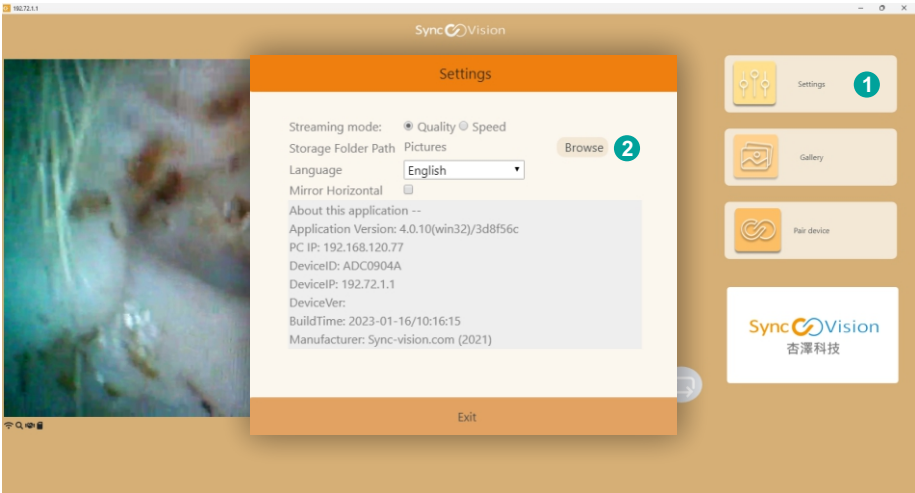 192.72.1.1
Sync Vision
Settings
Streaming mode: Quality Speed
Storage Folder Path Pictures Browse 2
Language English
Mirror Horizontal
About this application --
Application Version: 4.0.10(win32)/3d8f56c
PC IP: 192.168.120.77
DeviceID: ADC0904A
DeviceIP: 192.72.1.1
DeviceVer:
BuildTime: 2023-01-16/10:16:15
Manufacturer: Sync-vision.com (2021)
Exit
Settings 1
Gallery
Pair device
Sync Vision
杏澤科技